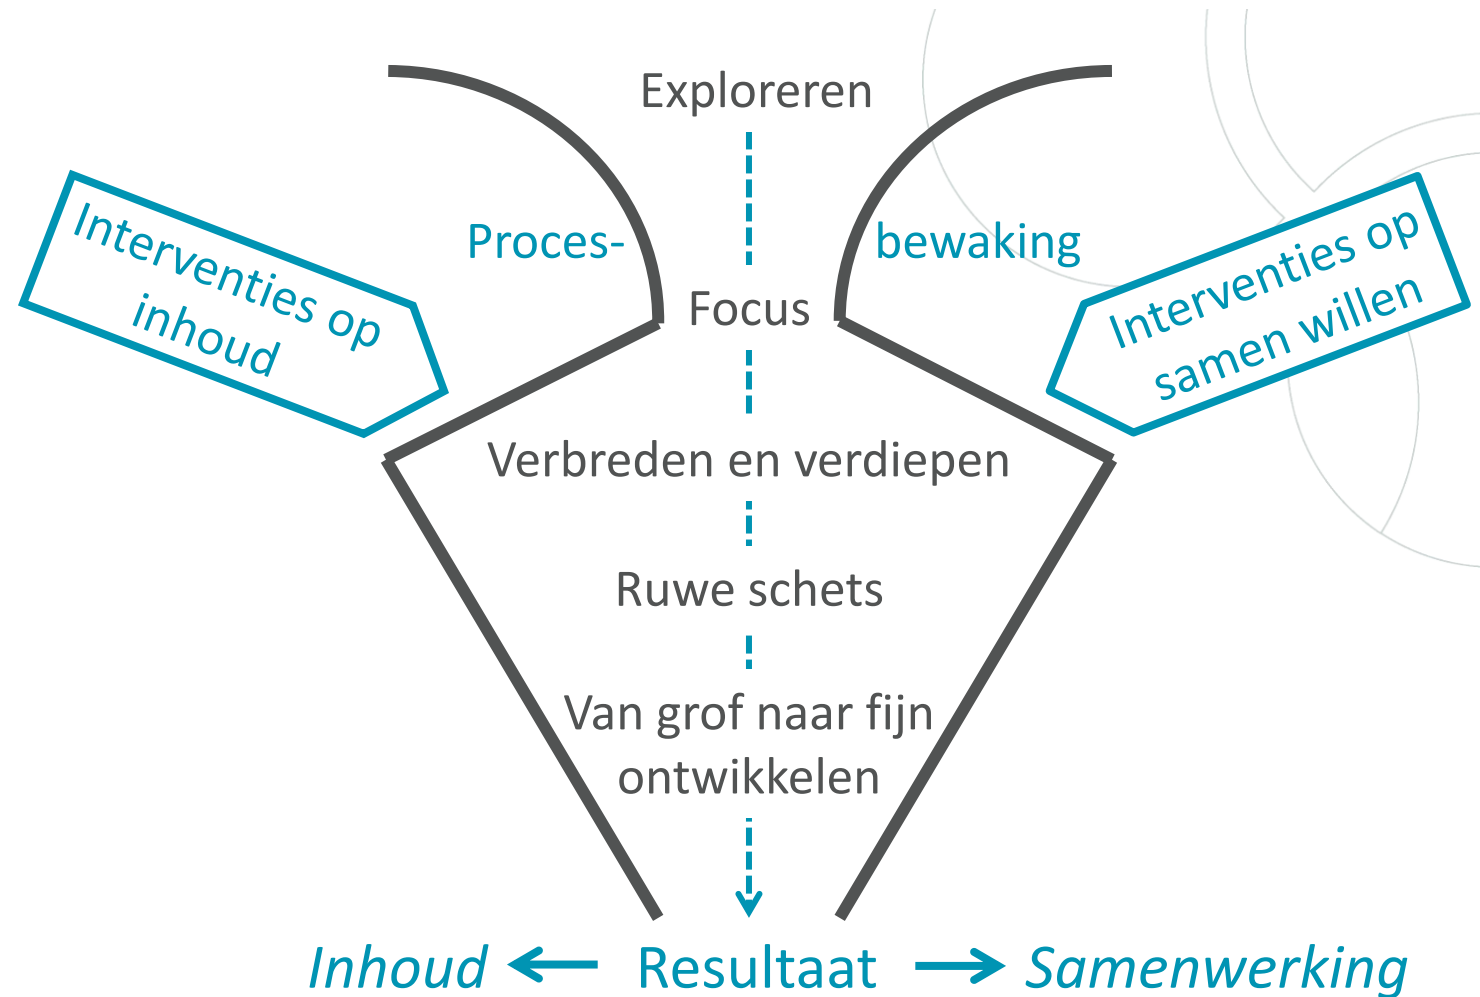 Exploreren
Interventies op
inhoud
Proces-
bewaking
Interventies op
samen willen
Focus
Verbreden en verdiepen
Ruwe schets
Van grof naar fijn
ontwikkelen
Inhoud
Resultaat
Samenwerking